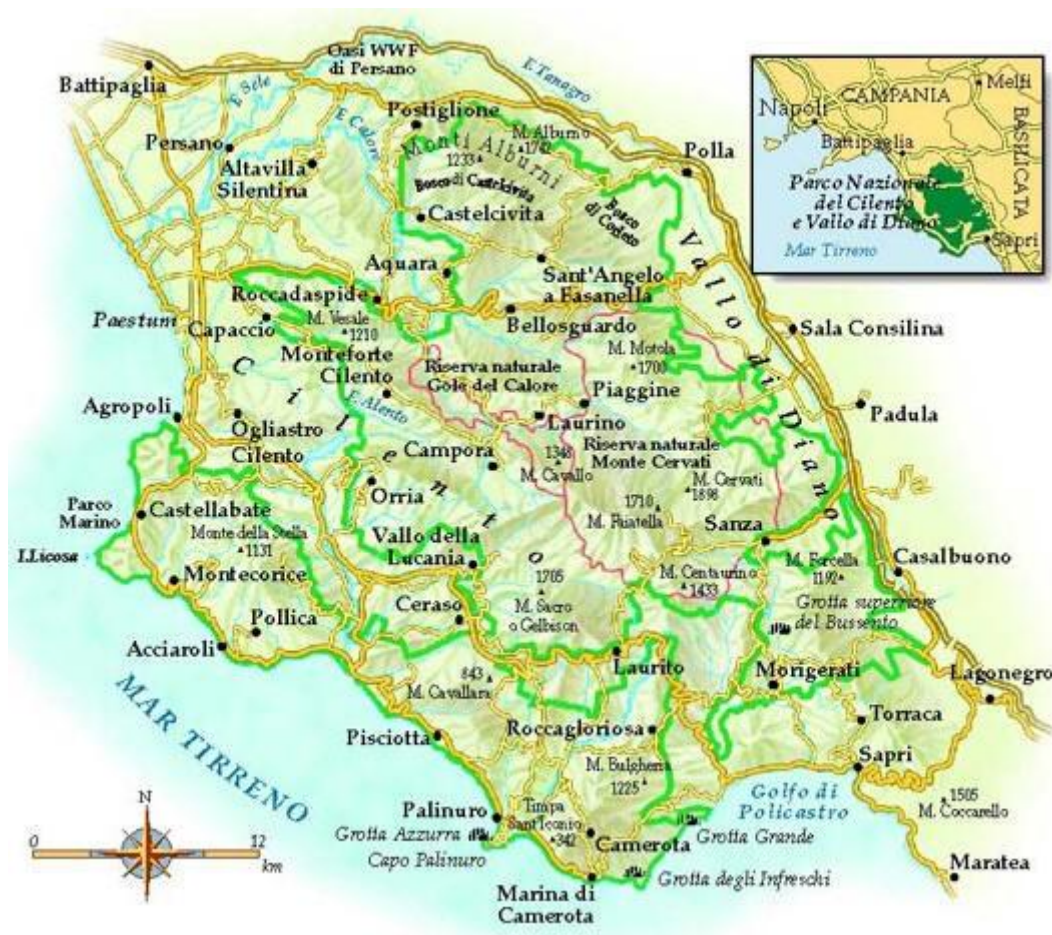 Oasi WWF
di Persano
Battipaglia
F. Sele
F. Tanagro
F. Calore
Postiglione
M. Alburno
1742
Monti Alburni
1233
Persano
Altavilla
Silentina
Bosco di Castelcivita
Polla
Castelcivita
Bosco
di Corleto
Aquara
Sant'Angelo
a Fasanella
Vallo di Diano
Roccadaspide
Paestum
Capaccio
M. Vesale
1210
Bellosguardo
Sala Consilina
M. Motola
1700
Monteforte
Cilento
Riserva naturale
Gole del Calore
Piaggine
Cilento
Agropoli
F. Alento
Padula
Ogliastro
Cilento
Laurino
Campora
1348
M. Cavallo
Riserva naturale
Monte Cervati
M. Cervati
1898
Orria
Parco
Marino
Castellabate
1710
M. Faiatella
Monte della Stella
1131
Vallo della
Lucania
Sanza
I.Licosa
Montecorice
M. Forcella
1192
Casalbuono
1705
M. Sacro
o Gelbison
M. Centaurino
1433
Ceraso
Grotta superiore
del Bussento
Pollica
Acciaroli
Laurito
843
M. Cavallara
Morigerati
Lagonegro
MAR TIRRENO
Torraca
Pisciotta
Roccagloriosa
Sapri
M. Bulgheria
1225
Golfo di
Policastro
1505
M. Coccarello
Palinuro
Timpa
Sant'Iconio
342
Grotta Azzurra
Camerota
Grotta Grande
Capo Palinuro
Maratea
Grotta degli Infreschi
Marina di
Camerota
N
0
12
km
Melfi
Napoli
CAMPANIA
BASILICATA
Battipaglia
Parco Nazionale
del Cilento
e Vallo di Diano
Sapri
Mar Tirreno